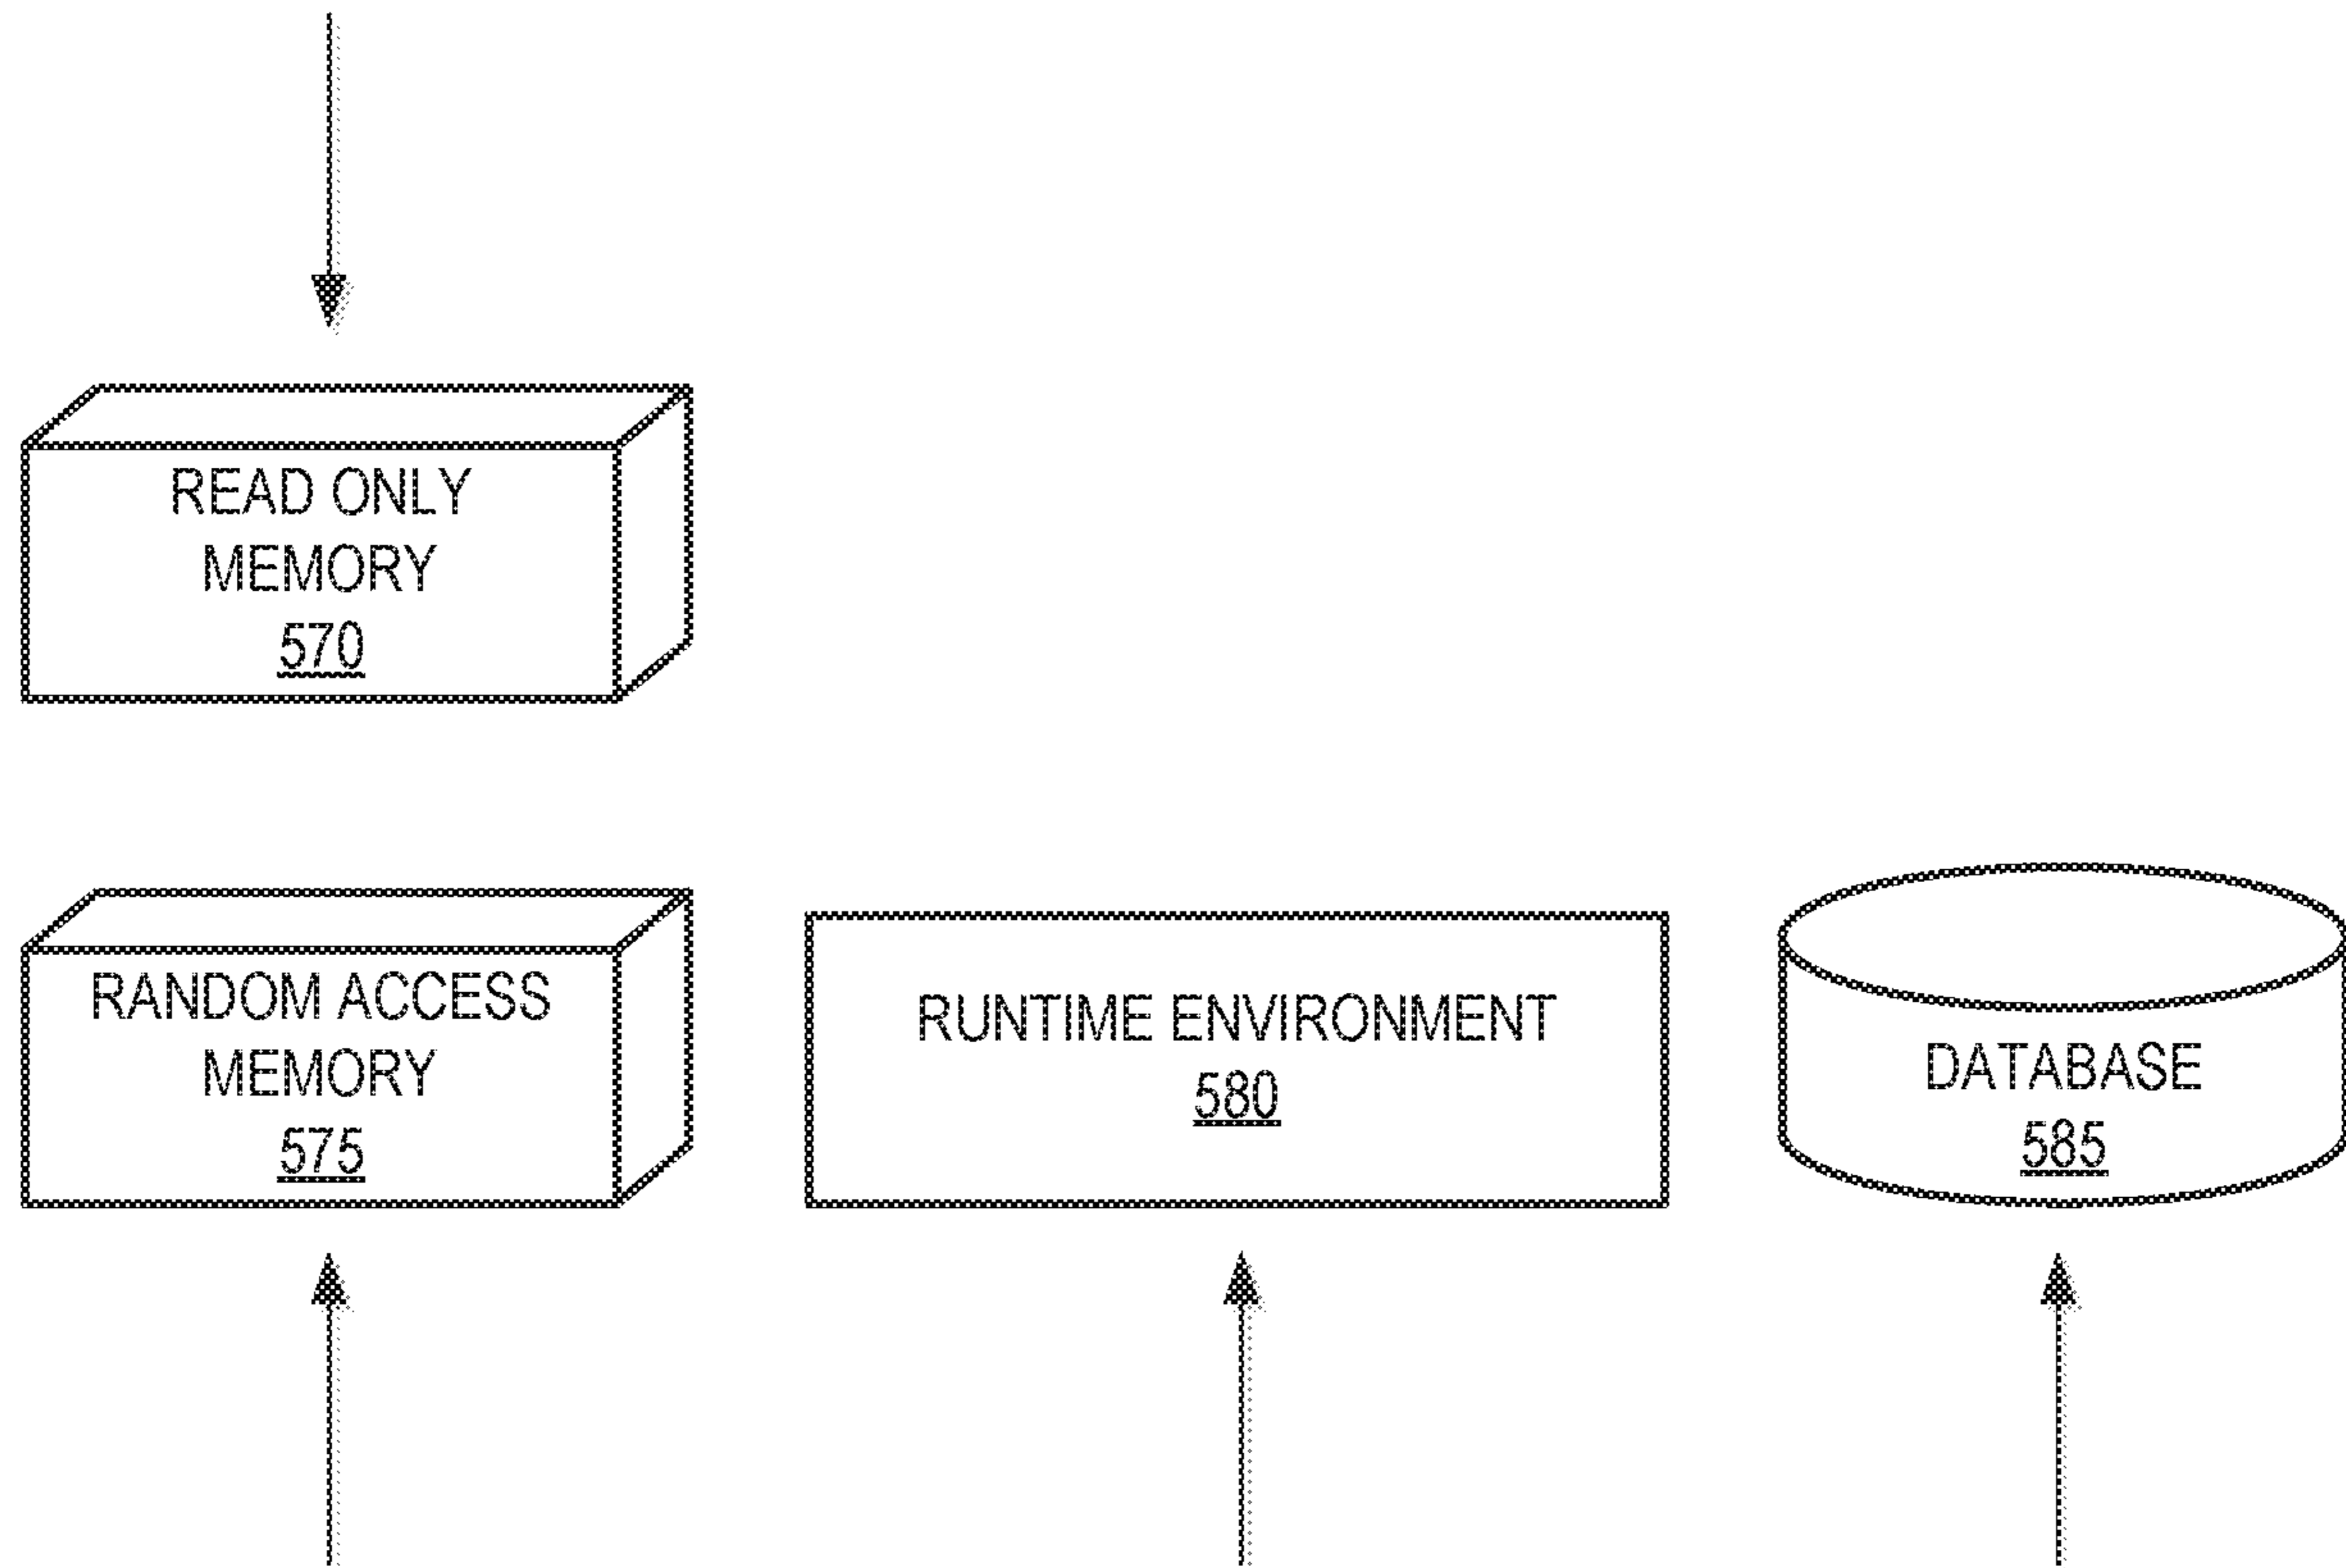 READ ONLY
MEMORY
570
RANDOM ACCESS
MEMORY
575
RUNTIME ENVIRONMENT
580
DATABASE
585